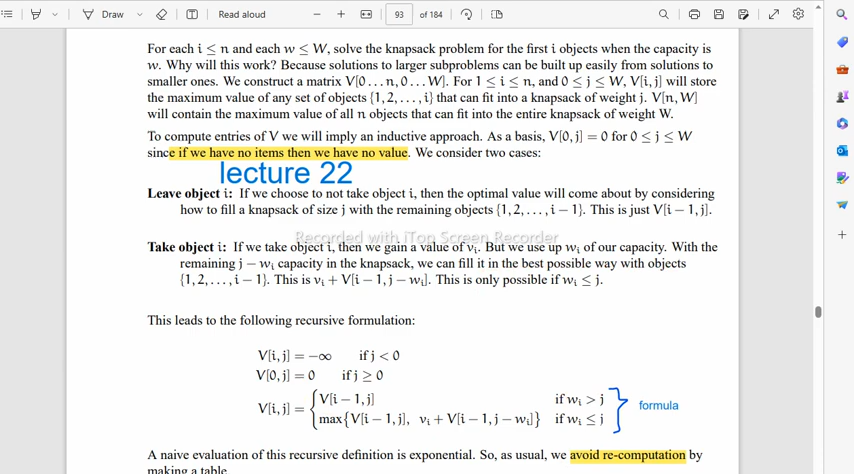 Draw
Read aloud
93 of 184
For each i ≤ n and each w ≤ W, solve the knapsack problem for the first i objects when the capacity is
w. Why will this work? Because solutions to larger subproblems can be built up easily from solutions to
smaller ones. We construct a matrix V[0 . . . n, 0 . . . W]. For 1 ≤ i ≤ n, and 0 ≤ j ≤ W, V[i, j] will store
the maximum value of any set of objects {1, 2, . . . , i} that can fit into a knapsack of weight j. V[n, W]
will contain the maximum value of all n objects that can fit into the entire knapsack of weight W.
To compute entries of V we will imply an inductive approach. As a basis, V[0, j] = 0 for 0 ≤ j ≤ W
since if we have no items then we have no value. We consider two cases:
lecture 22
Leave object i: If we choose to not take object i, then the optimal value will come about by considering
how to fill a knapsack of size j with the remaining objects {1, 2, . . . , i − 1}. This is just V[i − 1, j].
Recorded with iTop Screen Recorder
Take object i: If we take object i, then we gain a value of vᵢ. But we use up wᵢ of our capacity. With the
remaining j − wᵢ capacity in the knapsack, we can fill it in the best possible way with objects
{1, 2, . . . , i − 1}. This is vᵢ + V[i − 1, j − wᵢ]. This is only possible if wᵢ ≤ j.
This leads to the following recursive formulation:
V[i, j] = −∞ if j < 0
V[0, j] = 0 if j ≥ 0
V[i, j] = { V[i − 1, j] if wᵢ > j
max{V[i − 1, j], vᵢ + V[i − 1, j − wᵢ]} if wᵢ ≤ j
formula
A naive evaluation of this recursive definition is exponential. So, as usual, we avoid re-computation by
making a table.